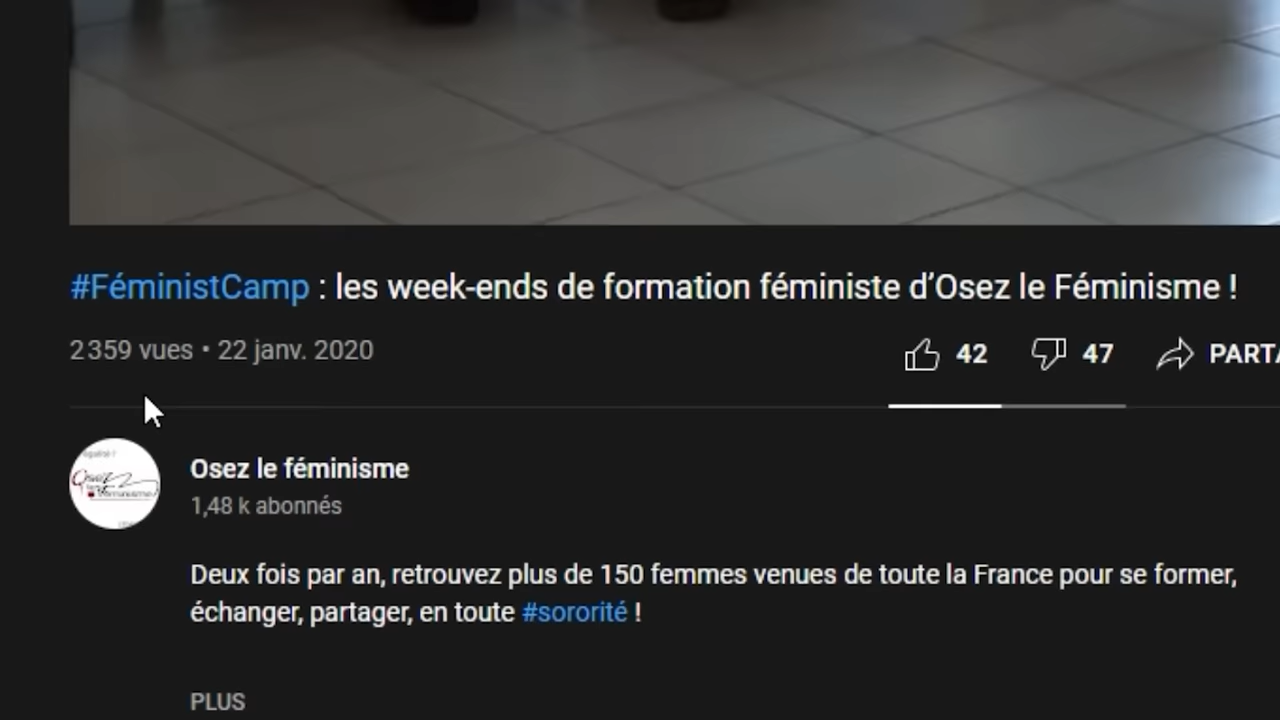 #FéministCamp : les week-ends de formation féministe d’Osez le Féminisme !
2 359 vues • 22 janv. 2020
42 47 
Osez le féminisme
1,48 k abonnés
Deux fois par an, retrouvez plus de 150 femmes venues de toute la France pour se former,
échanger, partager, en toute #sororité !
PLUS